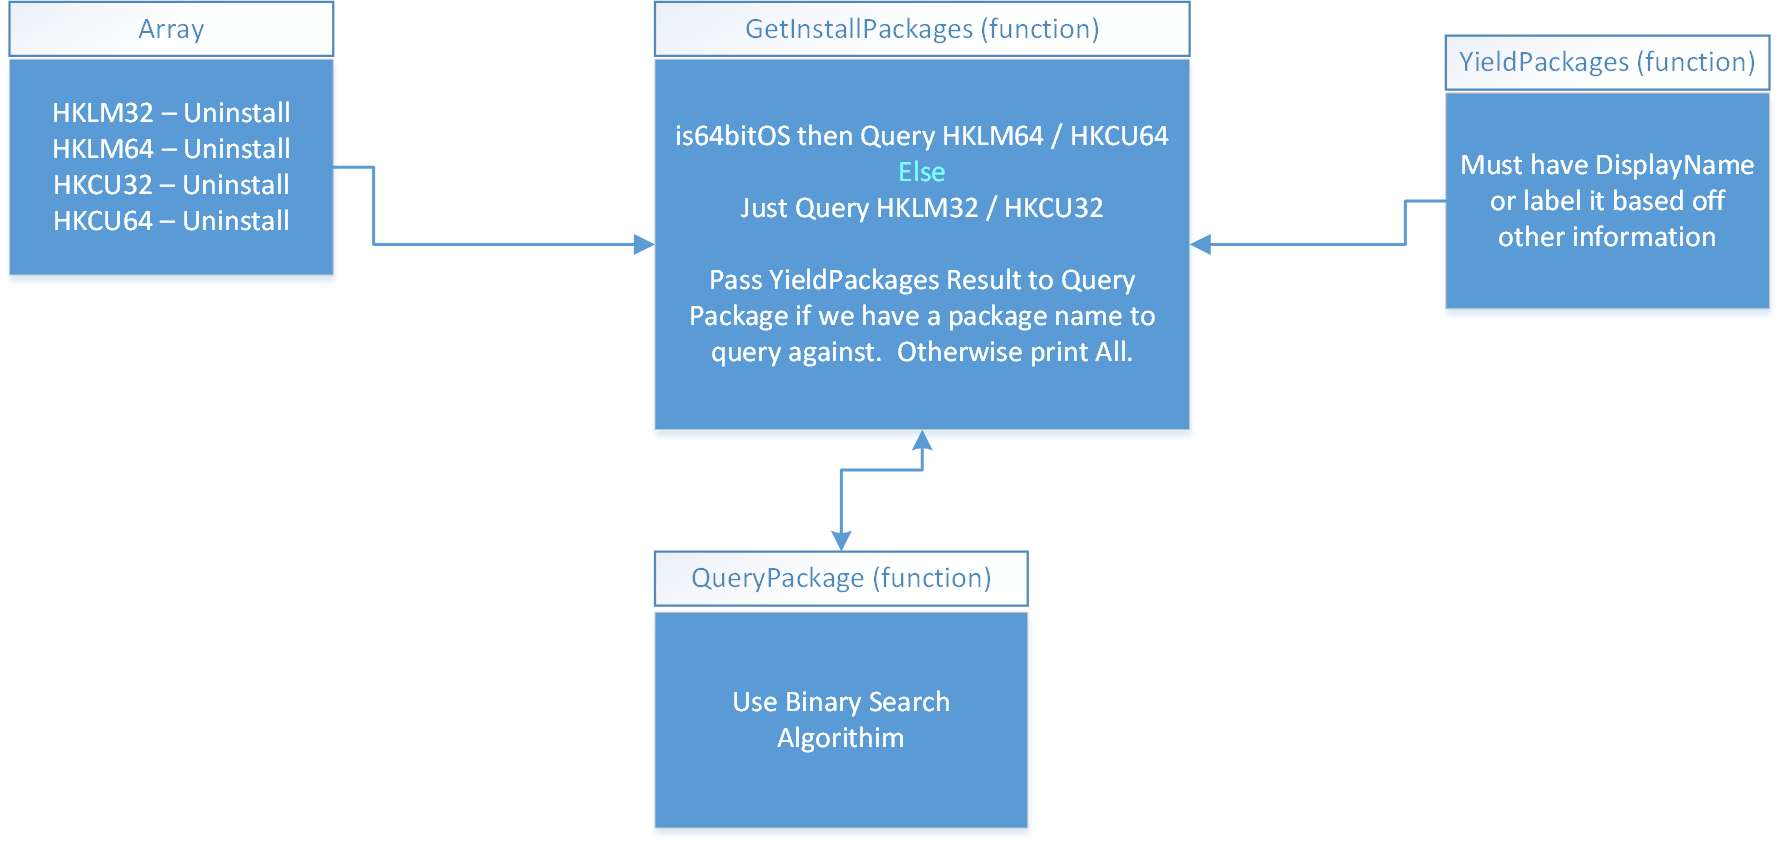 Array
HKLM32 – Uninstall
HKLM64 – Uninstall
HKCU32 – Uninstall
HKCU64 – Uninstall
GetInstallPackages (function)
is64bitOS then Query HKLM64 / HKCU64
Else
Just Query HKLM32 / HKCU32
Pass YieldPackages Result to Query
Package if we have a package name to
query against.  Otherwise print All.
YieldPackages (function)
Must have DisplayName
or label it based off
other information
QueryPackage (function)
Use Binary Search
Algorithim